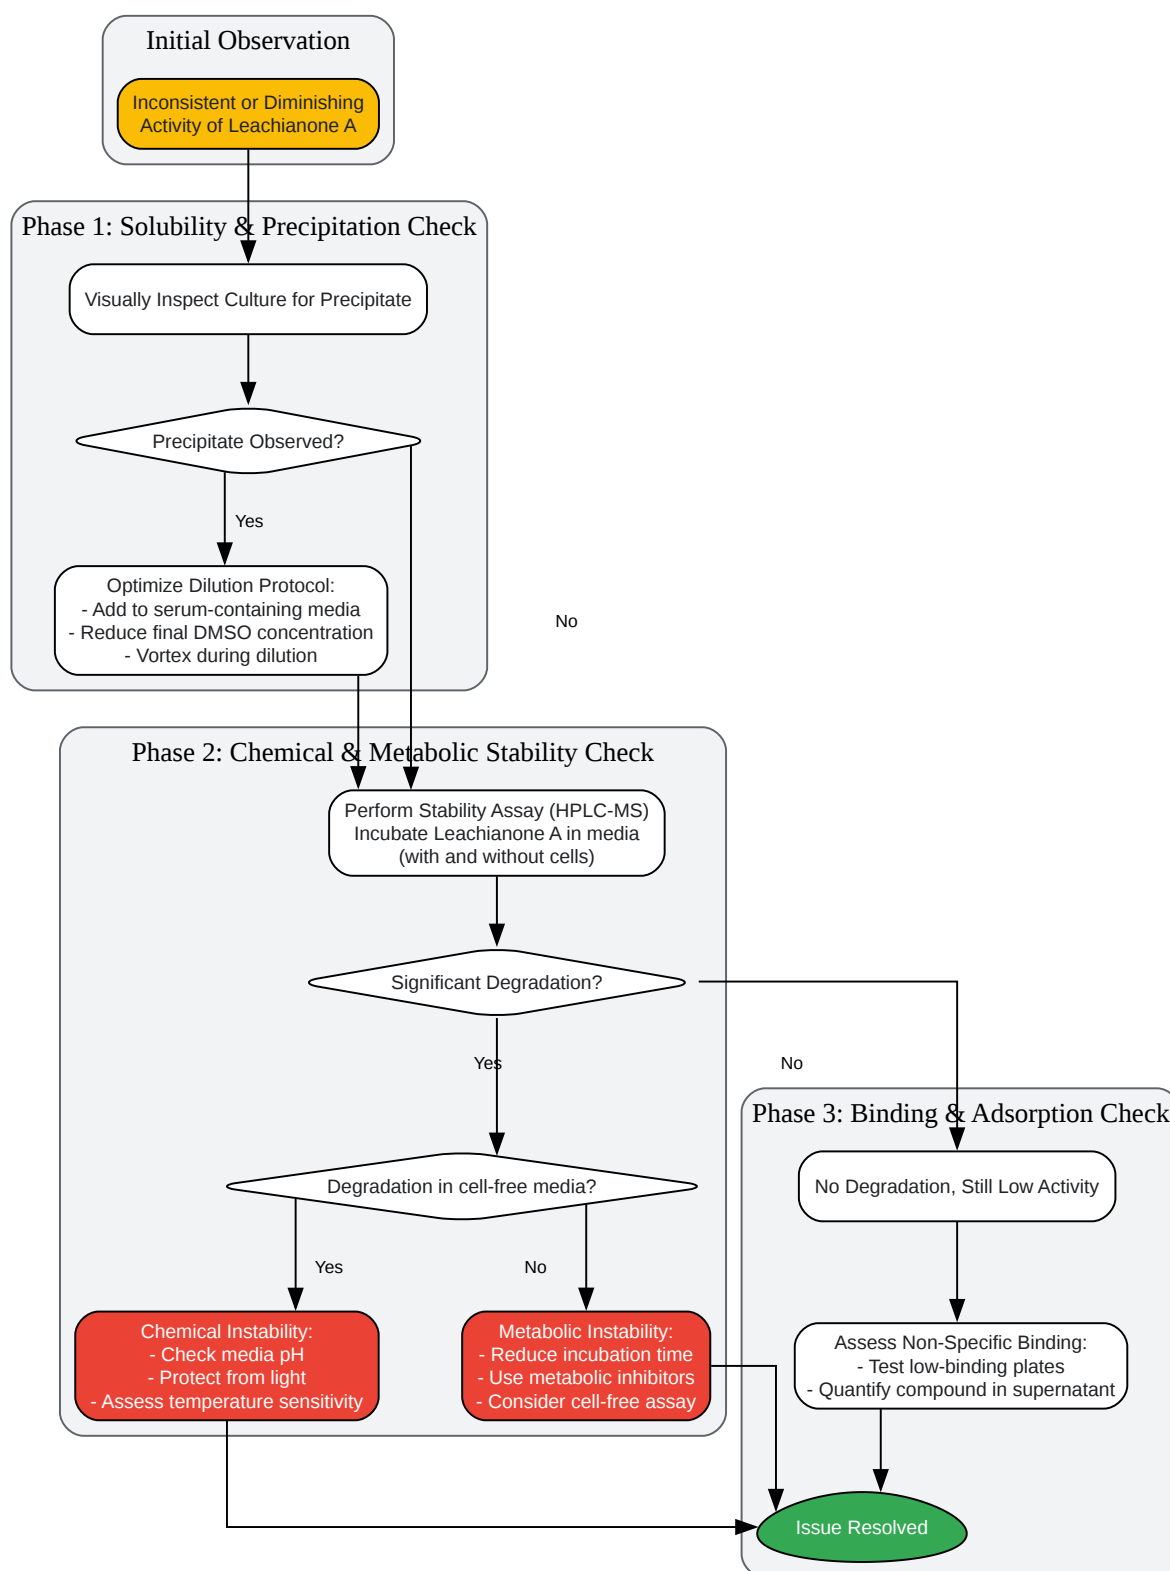 Initial Observation
Inconsistent or Diminishing
Activity of Leachianone A
Phase 1: Solubility & Precipitation Check
Visually Inspect Culture for Precipitate
Precipitate Observed?
Yes
Optimize Dilution Protocol:
- Add to serum-containing media
- Reduce final DMSO concentration
- Vortex during dilution
No
Phase 2: Chemical & Metabolic Stability Check
Perform Stability Assay (HPLC-MS)
Incubate Leachianone A in media
(with and without cells)
Significant Degradation?
Yes
No
Phase 3: Binding & Adsorption Check
No Degradation, Still Low Activity
Degradation in cell-free media?
Yes
No
Chemical Instability:
- Check media pH
- Protect from light
- Assess temperature sensitivity
Metabolic Instability:
- Reduce incubation time
- Use metabolic inhibitors
- Consider cell-free assay
Assess Non-Specific Binding:
- Test low-binding plates
- Quantify compound in supernatant
Issue Resolved